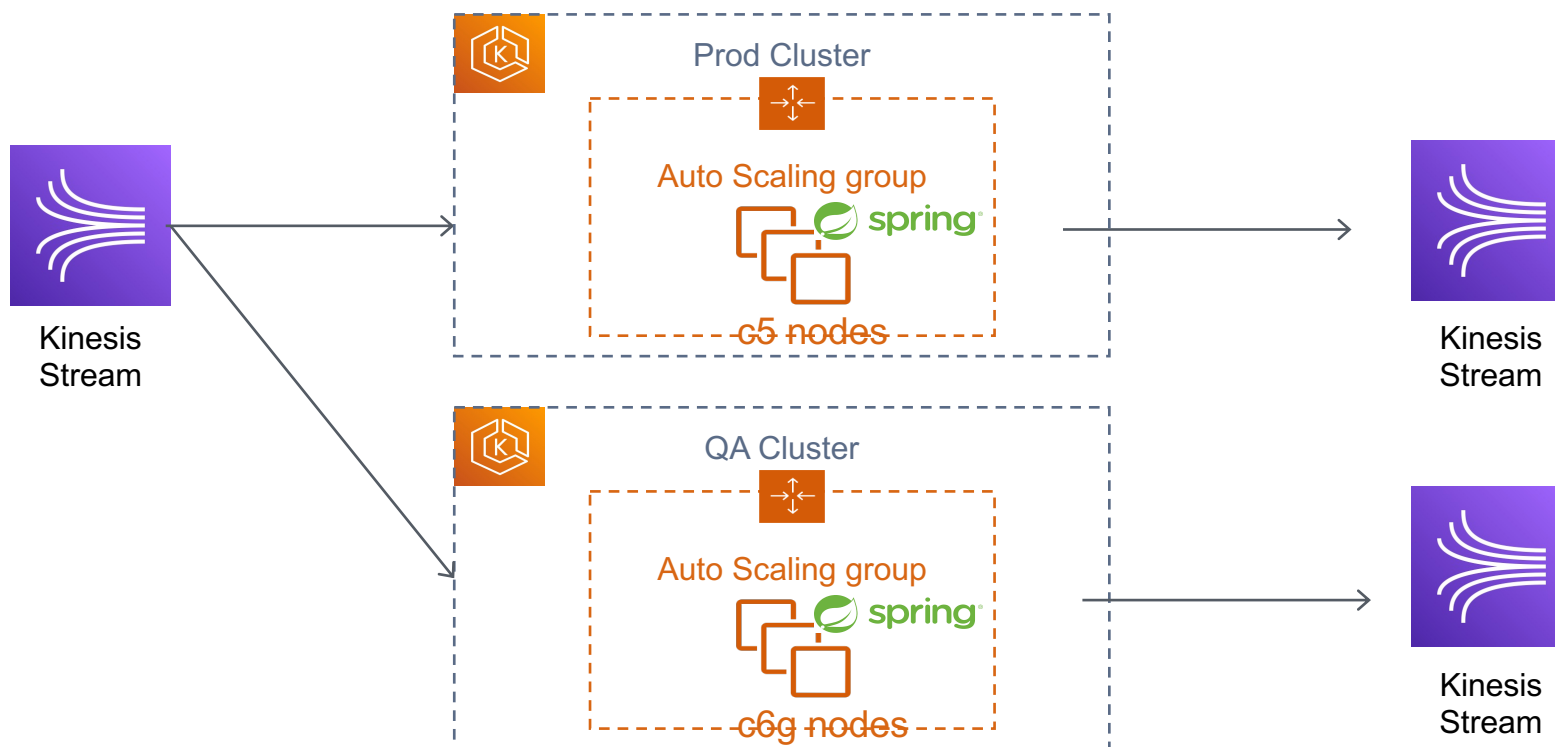 Prod Cluster
Auto Scaling group
spring
c5 nodes
Kinesis
Stream
Kinesis
Stream
QA Cluster
Auto Scaling group
spring
c6g nodes
Kinesis
Stream